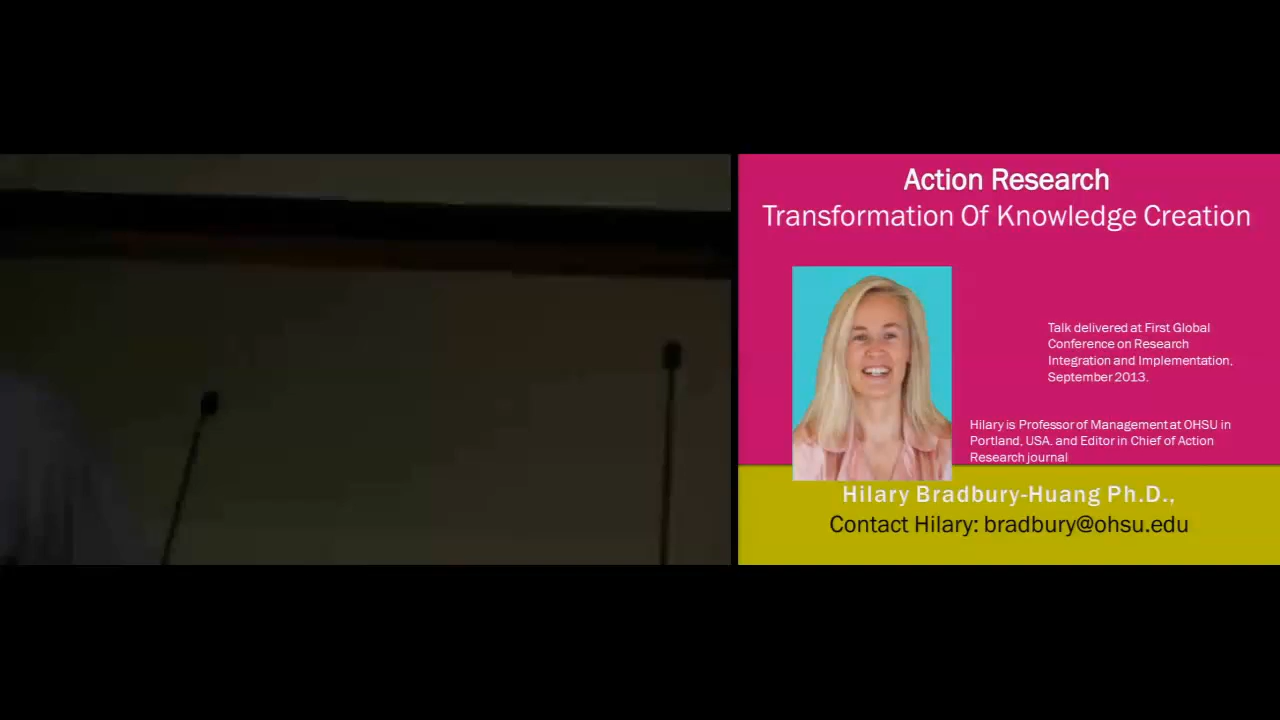 Action Research
Transformation Of Knowledge Creation
Talk delivered at First Global
Conference on Research
Integration and Implementation,
September 2013.
Hilary is Professor of Management at OHSU in
Portland, USA. and Editor in Chief of Action
Research journal
Hilary Bradbury-Huang Ph.D.,
Contact Hilary: bradbury@ohsu.edu